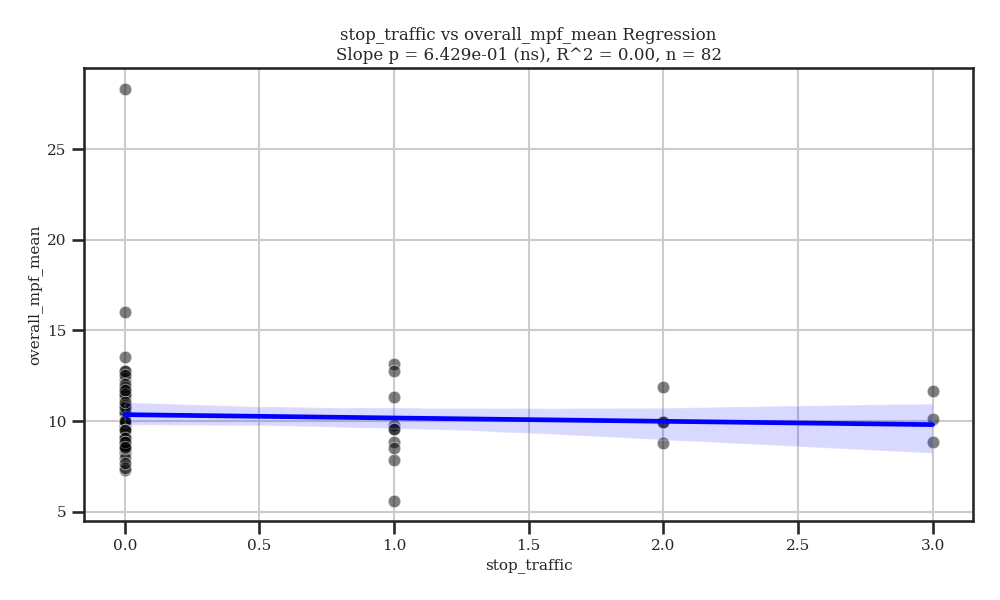 stop_traffic vs overall_mpf_mean Regression
Slope p = 6.429e-01 (ns), R^2 = 0.00, n = 82
overall_mpf_mean
25
20
15
10
5
0.0 0.5 1.0 1.5 2.0 2.5 3.0
stop_traffic